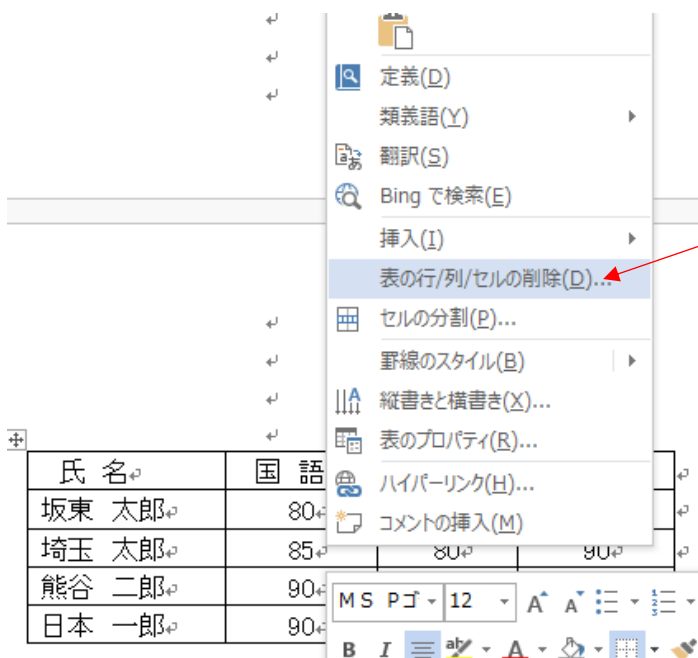 定義(D)
類義語(Y)
翻訳(S)
Bing で検索(E)
挿入(I)
表の行/列/セルの削除(D)...
セルの分割(P)...
罫線のスタイル(B)
縦書きと横書き(X)...
表のプロパティ(R)...
ハイパーリンク(H)...
コメントの挿入(M)
氏 名 国 語
坂東 太郎 80
埼玉 太郎 85 80 90
熊谷 二郎 90
日本 一郎 90
MS Pゴ 12
B I